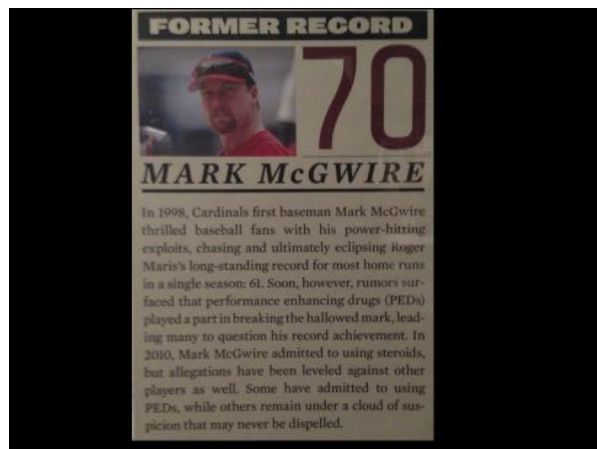 FORMER RECORD
70
MARK McGWIRE
In 1998, Cardinals first baseman Mark McGwire
thrilled baseball fans with his power-hitting
exploits, chasing and ultimately eclipsing Roger
Maris's long-standing record for most home runs
in a single season: 61. Soon, however, rumors sur-
faced that performance enhancing drugs (PEDs)
played a part in breaking the hallowed mark, lead-
ing many to question his record achievement. In
2010, Mark McGwire admitted to using steroids,
but allegations have been leveled against other
players as well. Some have admitted to using
PEDs, while others remain under a cloud of sus-
picion that may never be dispelled.